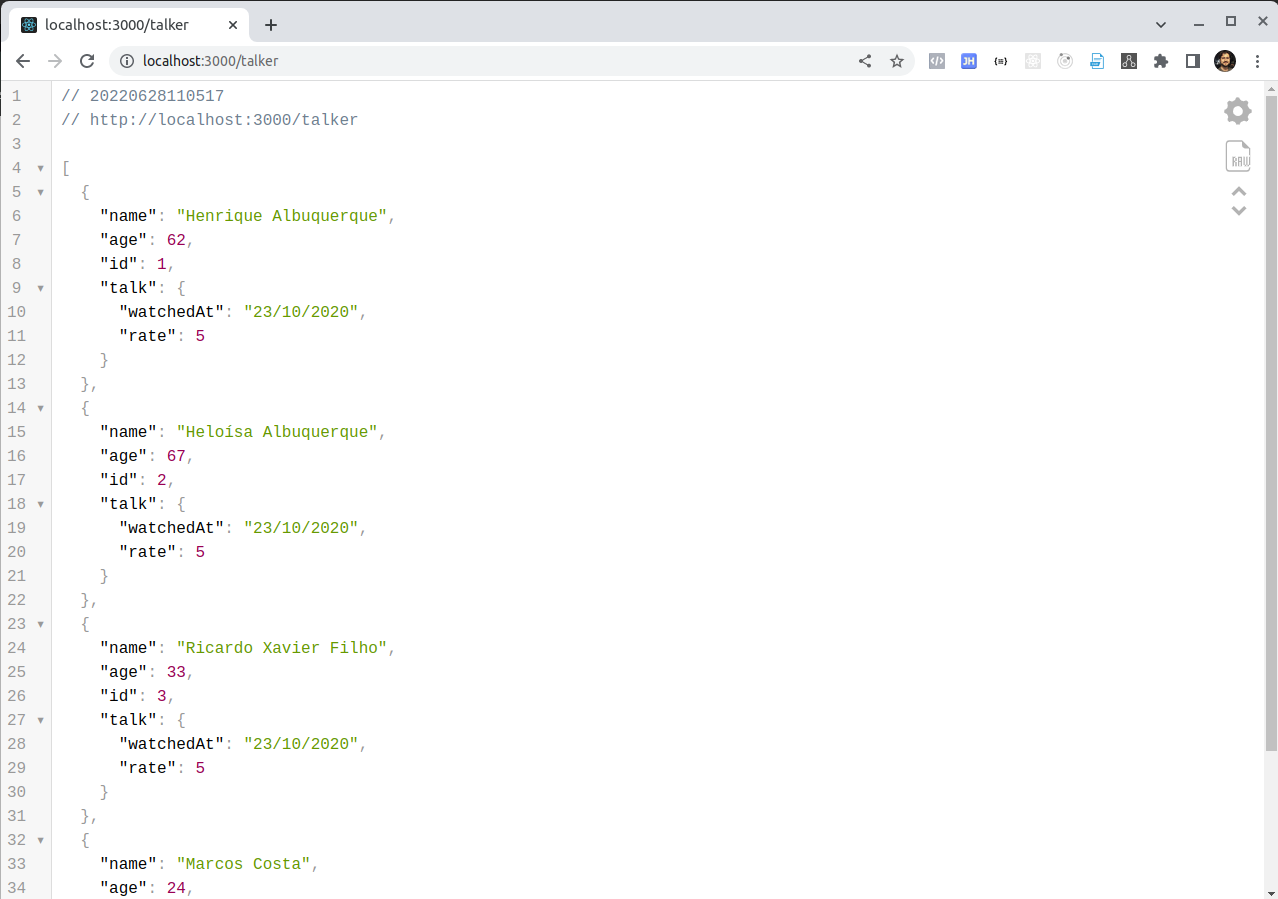 localhost:3000/talker
localhost:3000/talker
JH
RAW
1 // 20220628110517
2 // http://localhost:3000/talker
3
4 [
5 {
6 "name": "Henrique Albuquerque",
7 "age": 62,
8 "id": 1,
9 "talk": {
10 "watchedAt": "23/10/2020",
11 "rate": 5
12 }
13 },
14 {
15 "name": "Heloísa Albuquerque",
16 "age": 67,
17 "id": 2,
18 "talk": {
19 "watchedAt": "23/10/2020",
20 "rate": 5
21 }
22 },
23 {
24 "name": "Ricardo Xavier Filho",
25 "age": 33,
26 "id": 3,
27 "talk": {
28 "watchedAt": "23/10/2020",
29 "rate": 5
30 }
31 },
32 {
33 "name": "Marcos Costa",
34 "age": 24,